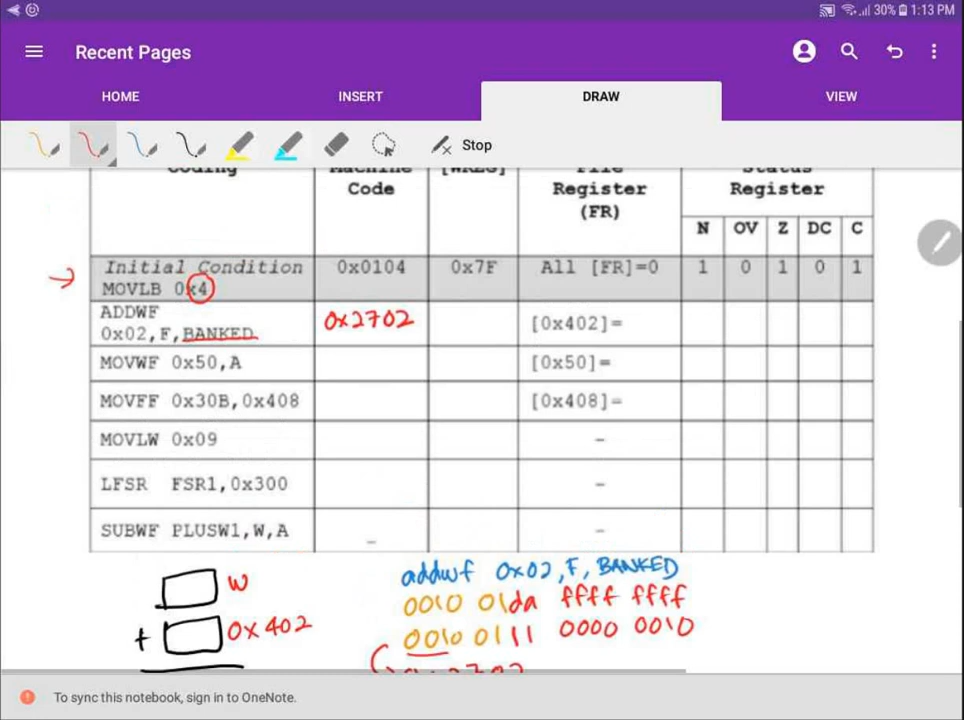 30% 1:13 PM
Recent Pages
HOME INSERT DRAW VIEW
Stop
Coding Machine Code [WREG] File Register (FR) Status Register
N OV Z DC C
Initial Condition
MOVLB 0x4 0x0104 0x7F All [FR]=0 1 0 1 0 1
ADDWF
0x02,F,BANKED 0x2702 [0x402]=
MOVWF 0x50,A [0x50]=
MOVFF 0x30B,0x408 [0x408]=
MOVLW 0x09 -
LFSR FSR1,0x300 -
SUBWF PLUSW1,W,A -
addwf 0x02,F, BANKED
W
0010 01da ffff ffff
+ 0x402
0010 0111 0000 0010
0x2702
To sync this notebook, sign in to OneNote.